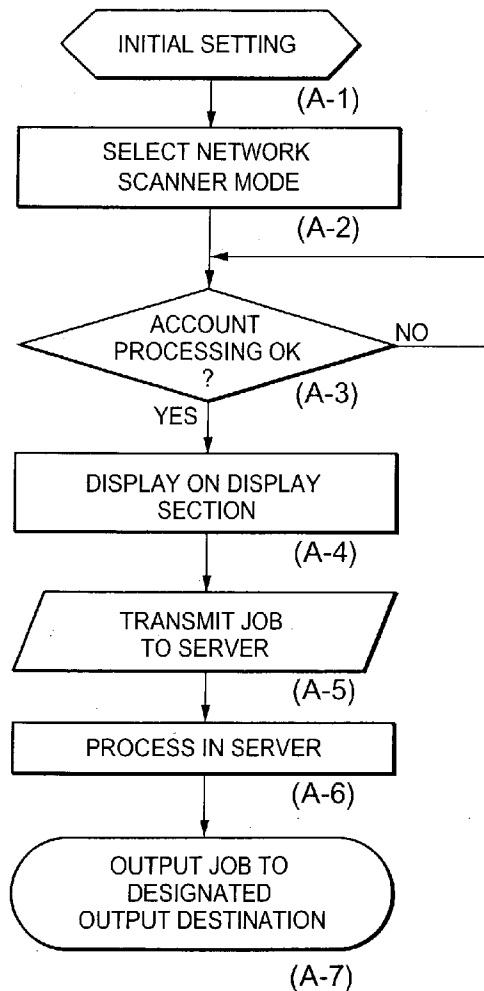 INITIAL SETTING
(A-1)
SELECT NETWORK
SCANNER MODE
(A-2)
ACCOUNT
PROCESSING OK
?
NO
(A-3)
YES
DISPLAY ON DISPLAY
SECTION
(A-4)
TRANSMIT JOB
TO SERVER
(A-5)
PROCESS IN SERVER
(A-6)
OUTPUT JOB TO
DESIGNATED
OUTPUT DESTINATION
(A-7)